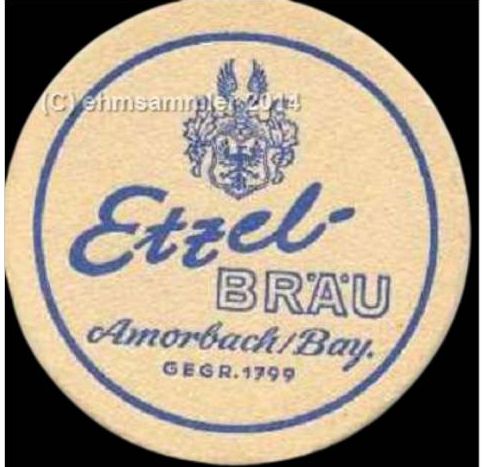 (C) ehmsammler 2014
Etzel-
BRÄU
Amorbach/Bay.
GEGR. 1799